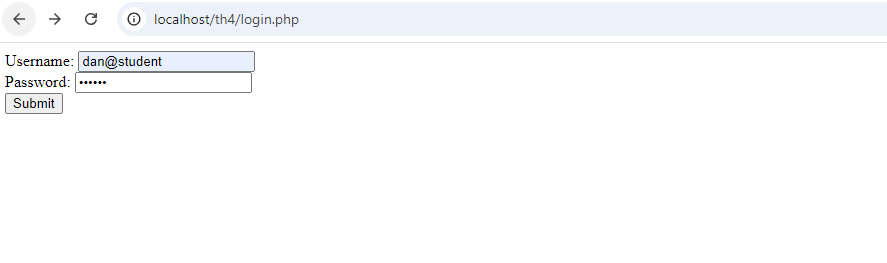 localhost/th4/login.php
Username: dan@student
Password: ••••••
Submit